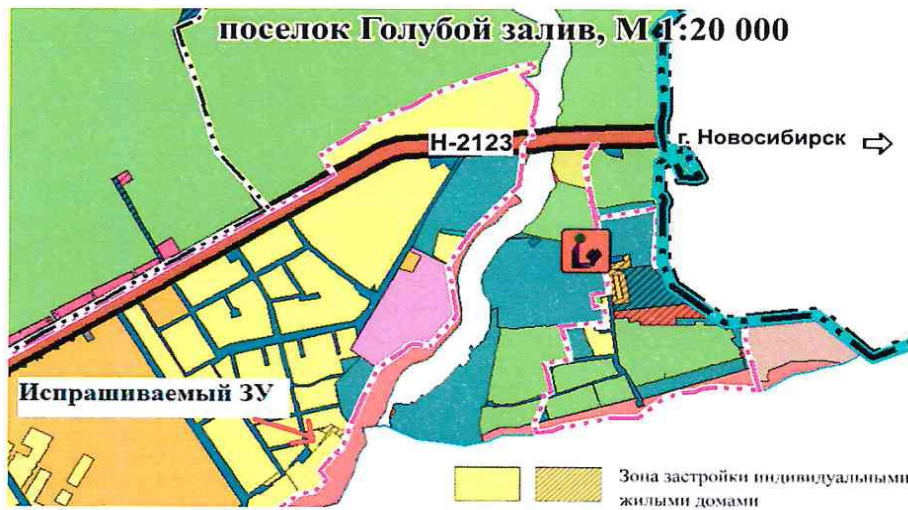 поселок Голубой залив, М 1:20 000
Н-2123
г. Новосибирск
Испрашиваемый ЗУ
Зона застройки индивидуальными
жилыми домами